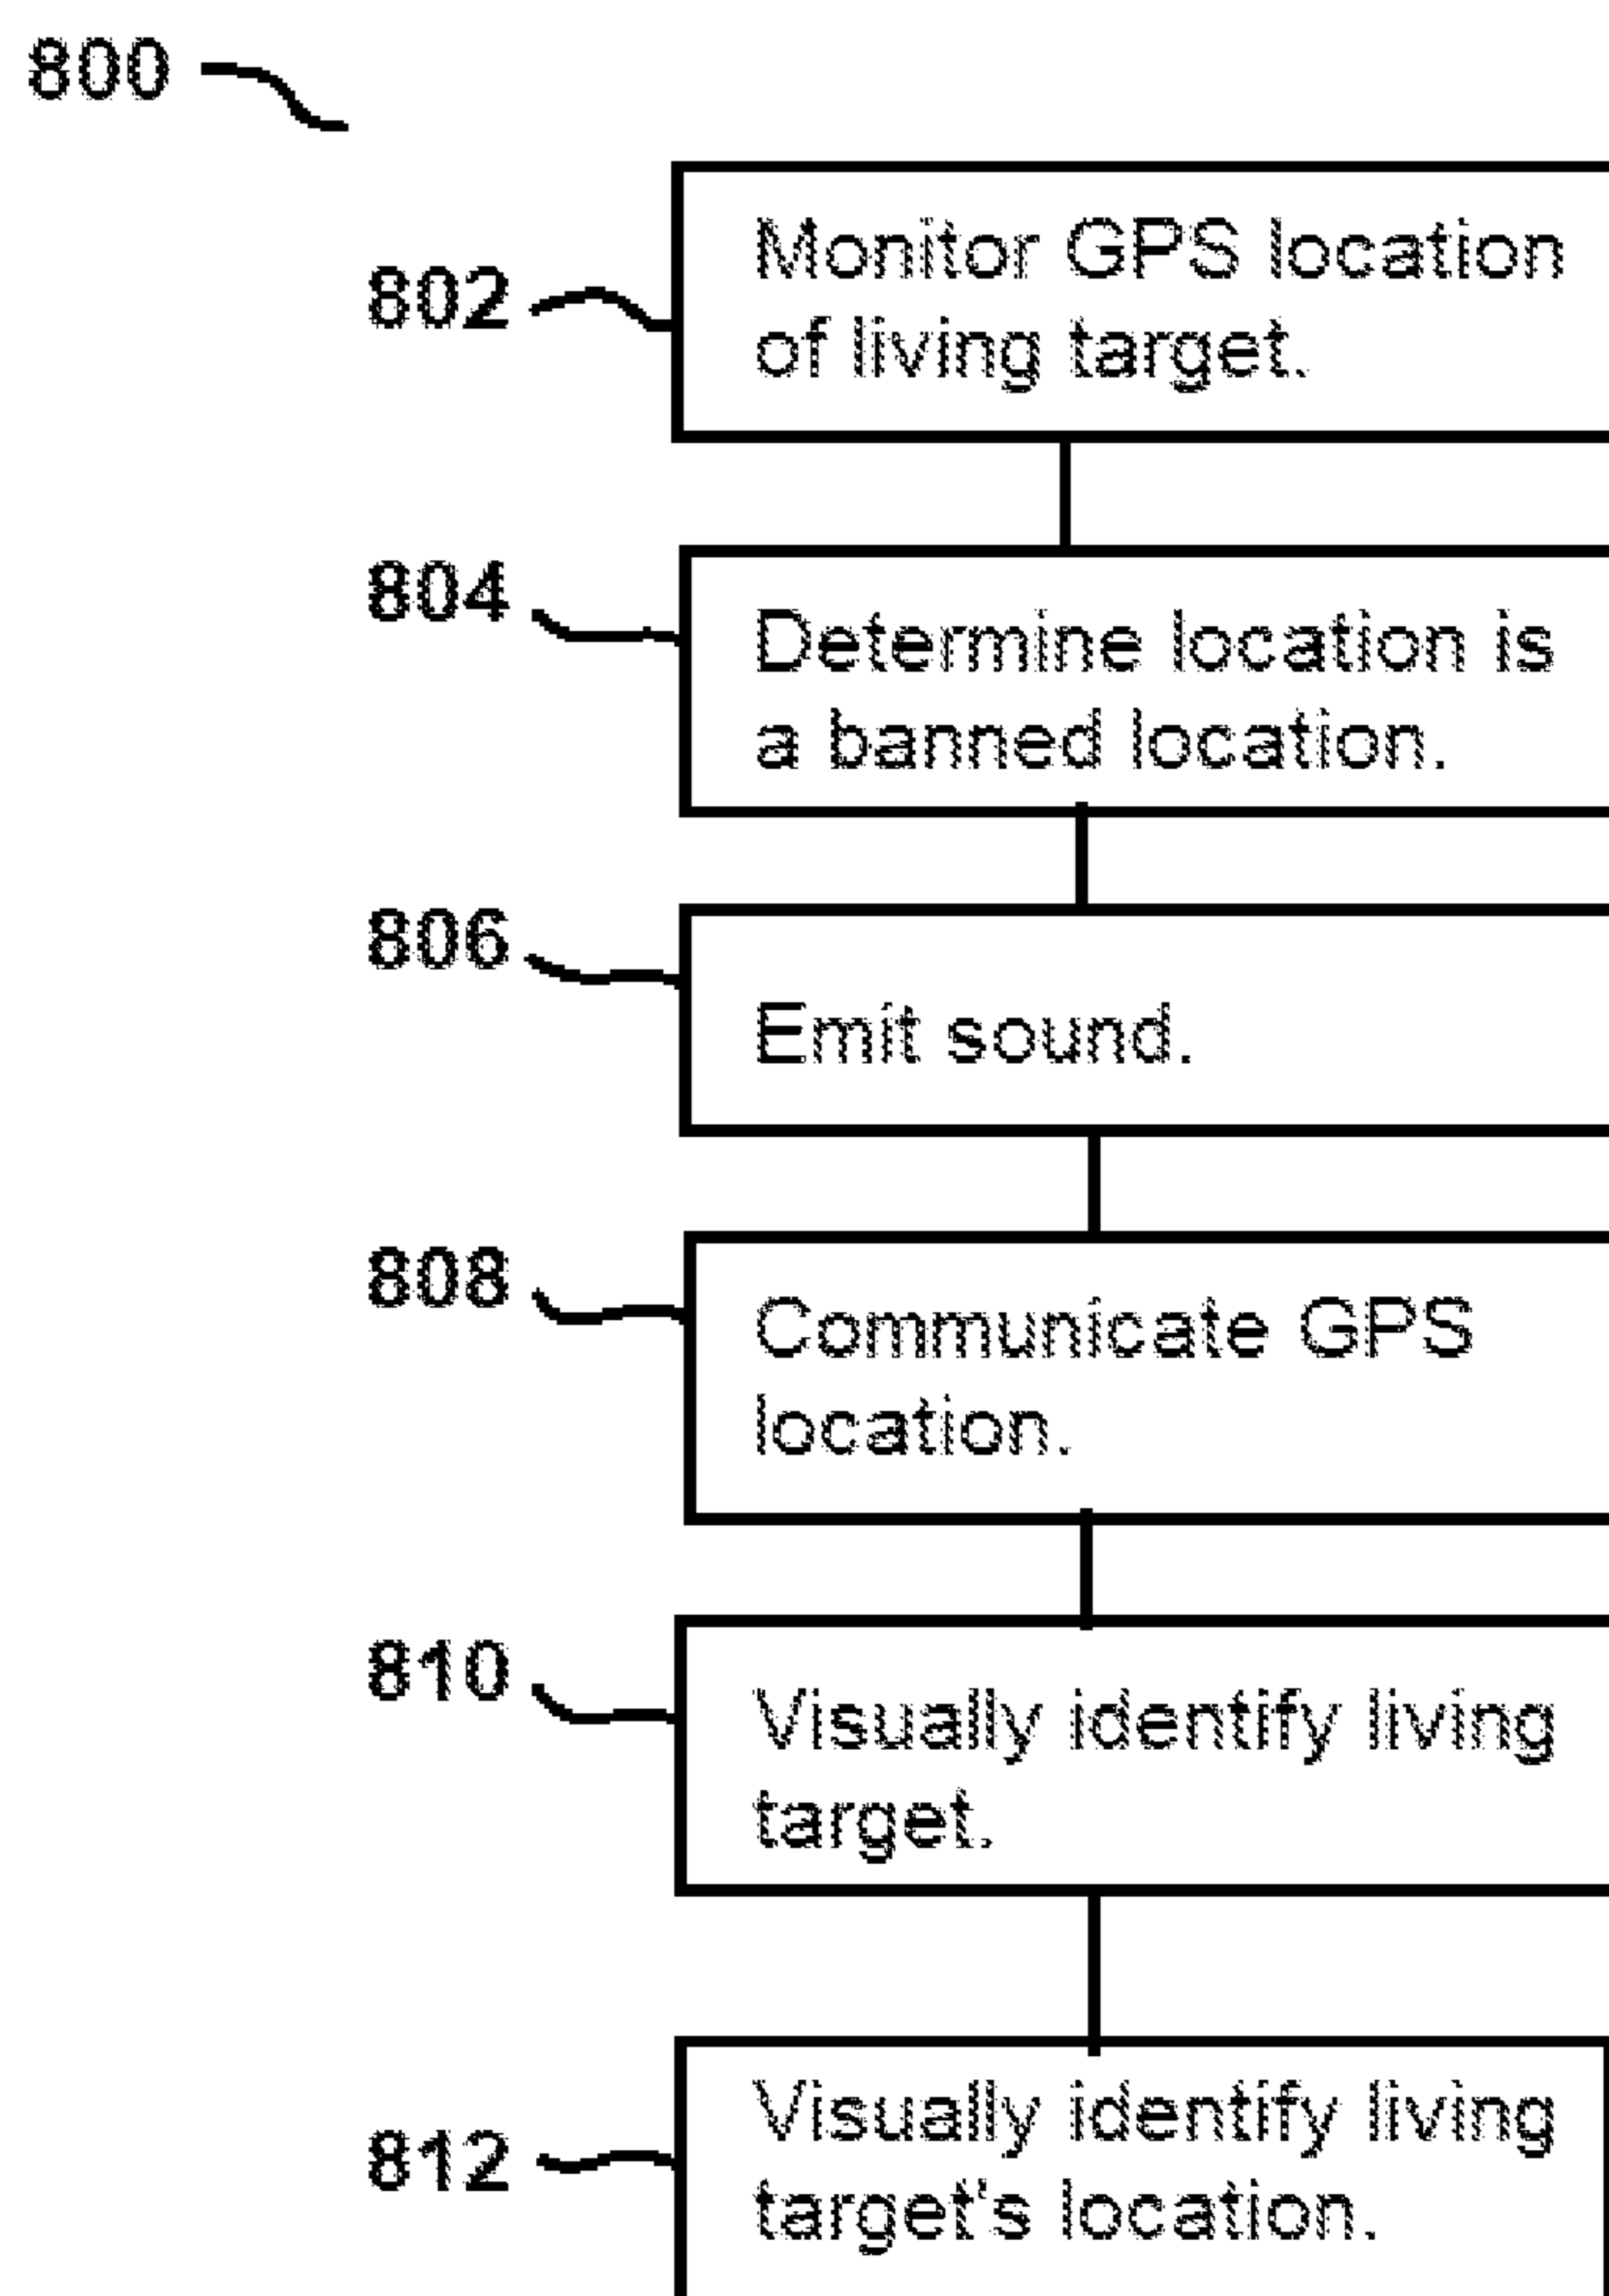 800
802
Monitor GPS location
of living target.
804
Determine location is
a banned location.
806
Emit sound.
808
Communicate GPS
location.
810
Visually identify living
target.
812
Visually identify living
target's location.